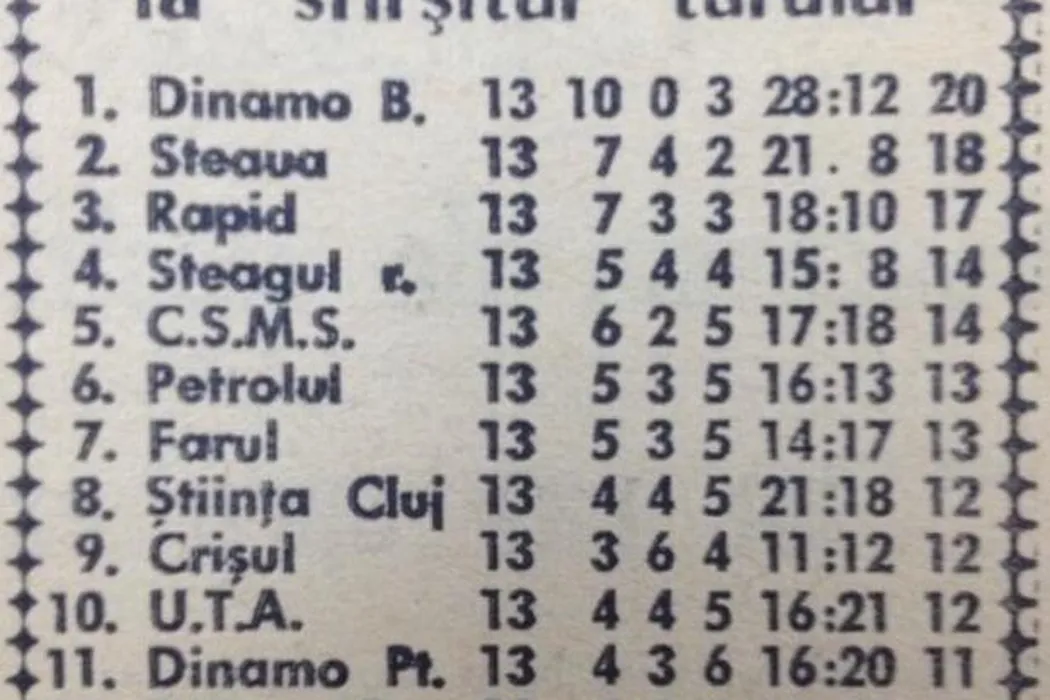 la sfîrşitul turului
1. Dinamo B. 13 10 0 3 28:12 20
2. Steaua 13 7 4 2 21. 8 18
3. Rapid 13 7 3 3 18:10 17
4. Steagul r. 13 5 4 4 15: 8 14
5. C.S.M.S. 13 6 2 5 17:18 14
6. Petrolul 13 5 3 5 16:13 13
7. Farul 13 5 3 5 14:17 13
8. Ştiinţa Cluj 13 4 4 5 21:18 12
9. Crişul 13 3 6 4 11:12 12
10. U.T.A. 13 4 4 5 16:21 12
11. Dinamo Pt. 13 4 3 6 16:20 11